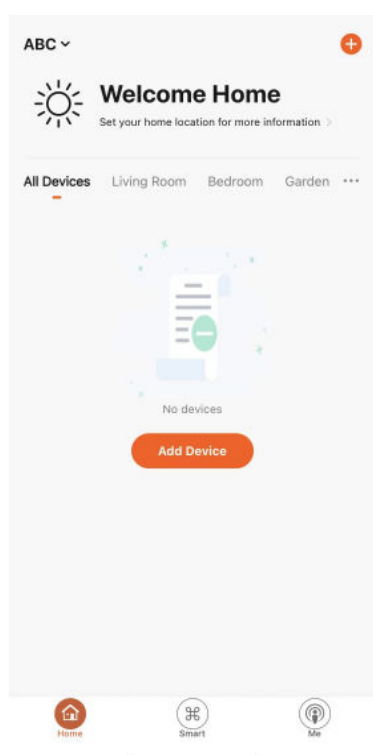 ABC
Welcome Home
Set your home location for more information
All Devices Living Room Bedroom Garden ...
No devices
Add Device
Home Smart Me